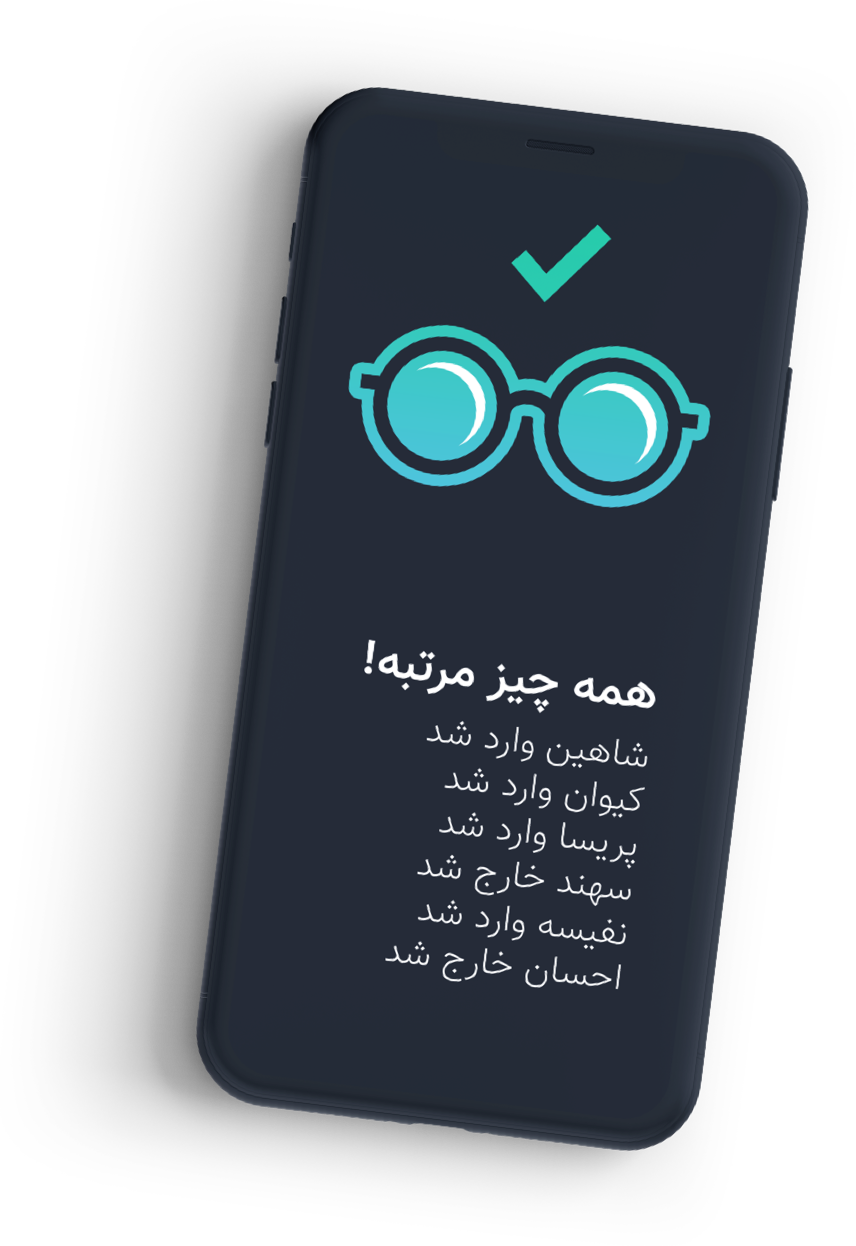 همه چیز مرتبه!
شاهین وارد شد
کیوان وارد شد
پریسا وارد شد
سهند خارج شد
نفیسه وارد شد
احسان خارج شد